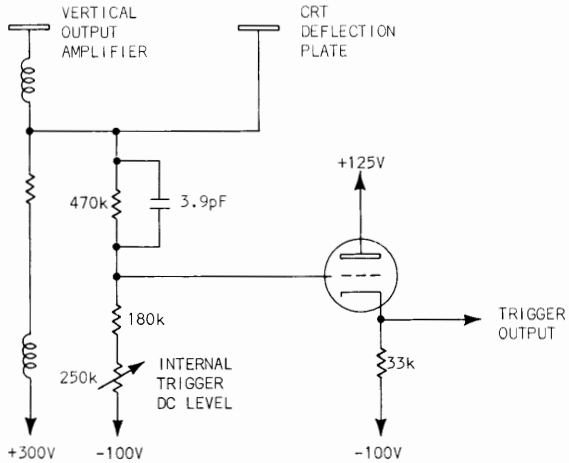 VERTICAL
OUTPUT
AMPLIFIER
CRT
DEFLECTION
PLATE
+125V
470k
3.9pF
180k
TRIGGER
OUTPUT
INTERNAL
TRIGGER
DC LEVEL
250k
33k
+300V
-100V
-100V